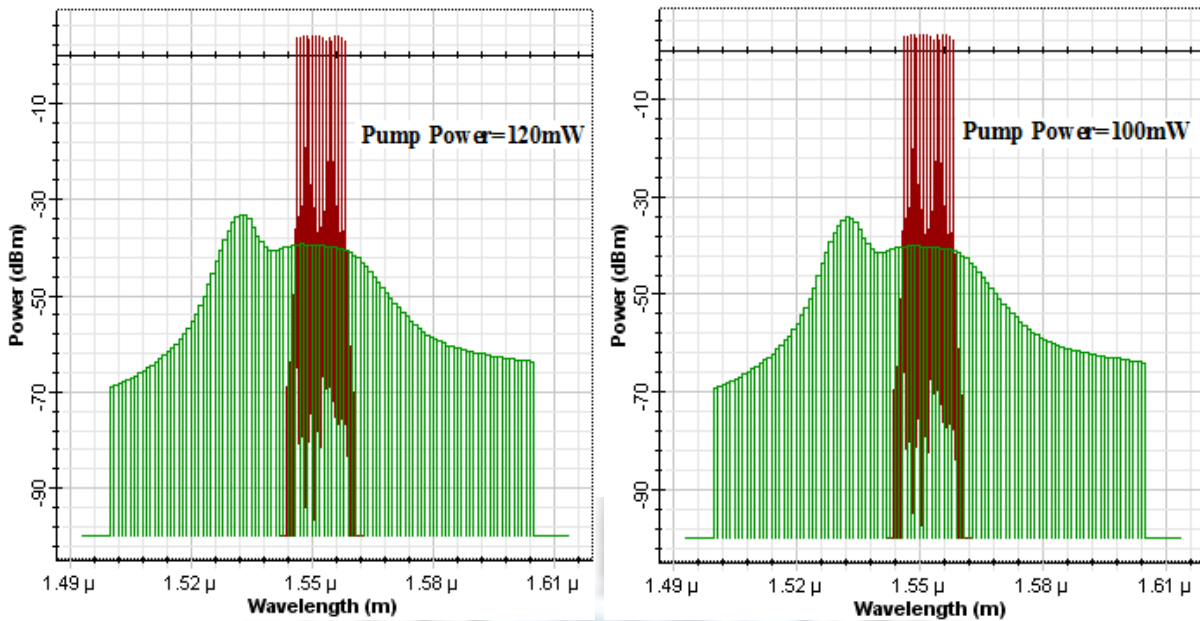 Power (dBm)
-10
-30
-50
-70
-90
Pump Power=120mW
1.49 µ 1.52 µ 1.55 µ 1.58 µ 1.61 µ
Wavelength (m)
Power (dBm)
-10
-30
-50
-70
-90
Pump Power=100mW
1.49 µ 1.52 µ 1.55 µ 1.58 µ 1.61 µ
Wavelength (m)